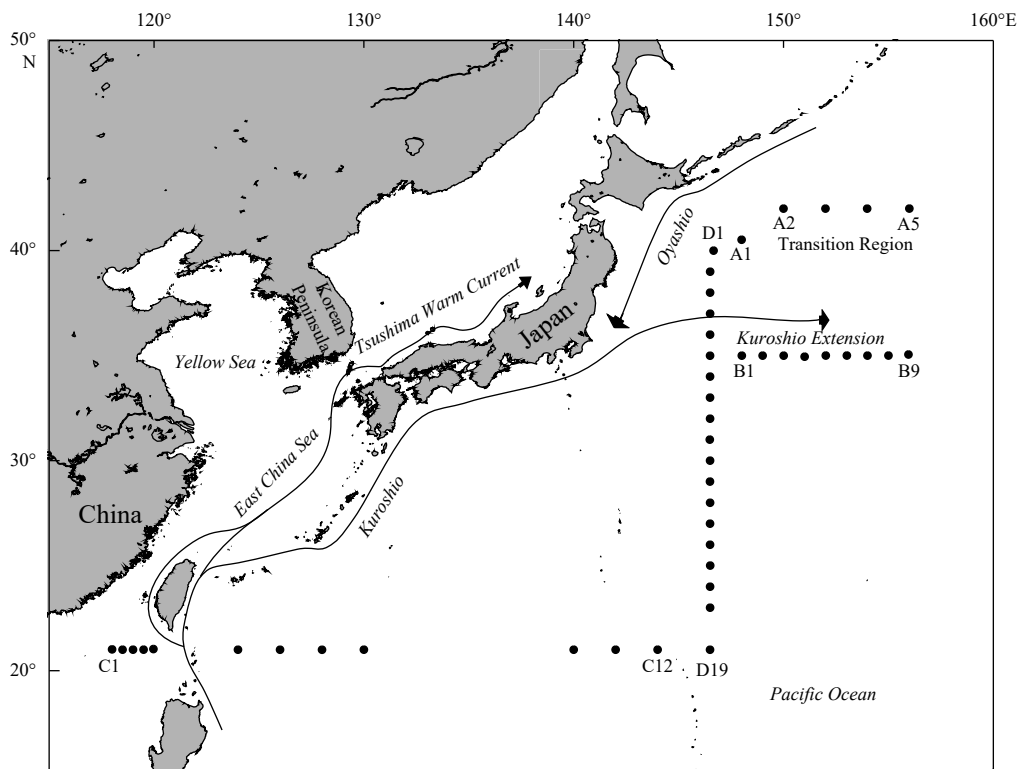 120°
130°
140°
150°
160°E
50°
N
40°
30°
20°
A2
A5
D1
A1
Transition Region
Oyashio
Korean
Peninsula
Tsushima Warm Current
Japan
Kuroshio Extension
Yellow Sea
B1
B9
East China Sea
Kuroshio
China
C1
C12
D19
Pacific Ocean